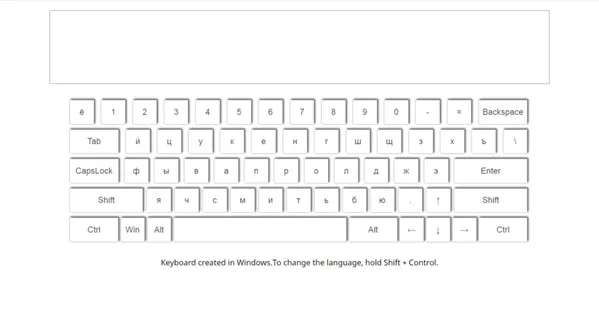 ё 1 2 3 4 5 6 7 8 9 0 - = Backspace
Tab й ц у к е н г ш щ з х ъ \
CapsLock ф ы в а п р о л д ж э Enter
Shift я ч с м и т ь б ю . ↑ Shift
Ctrl Win Alt Alt ← ↓ → Ctrl
Keyboard created in Windows.To change the language, hold Shift + Control.